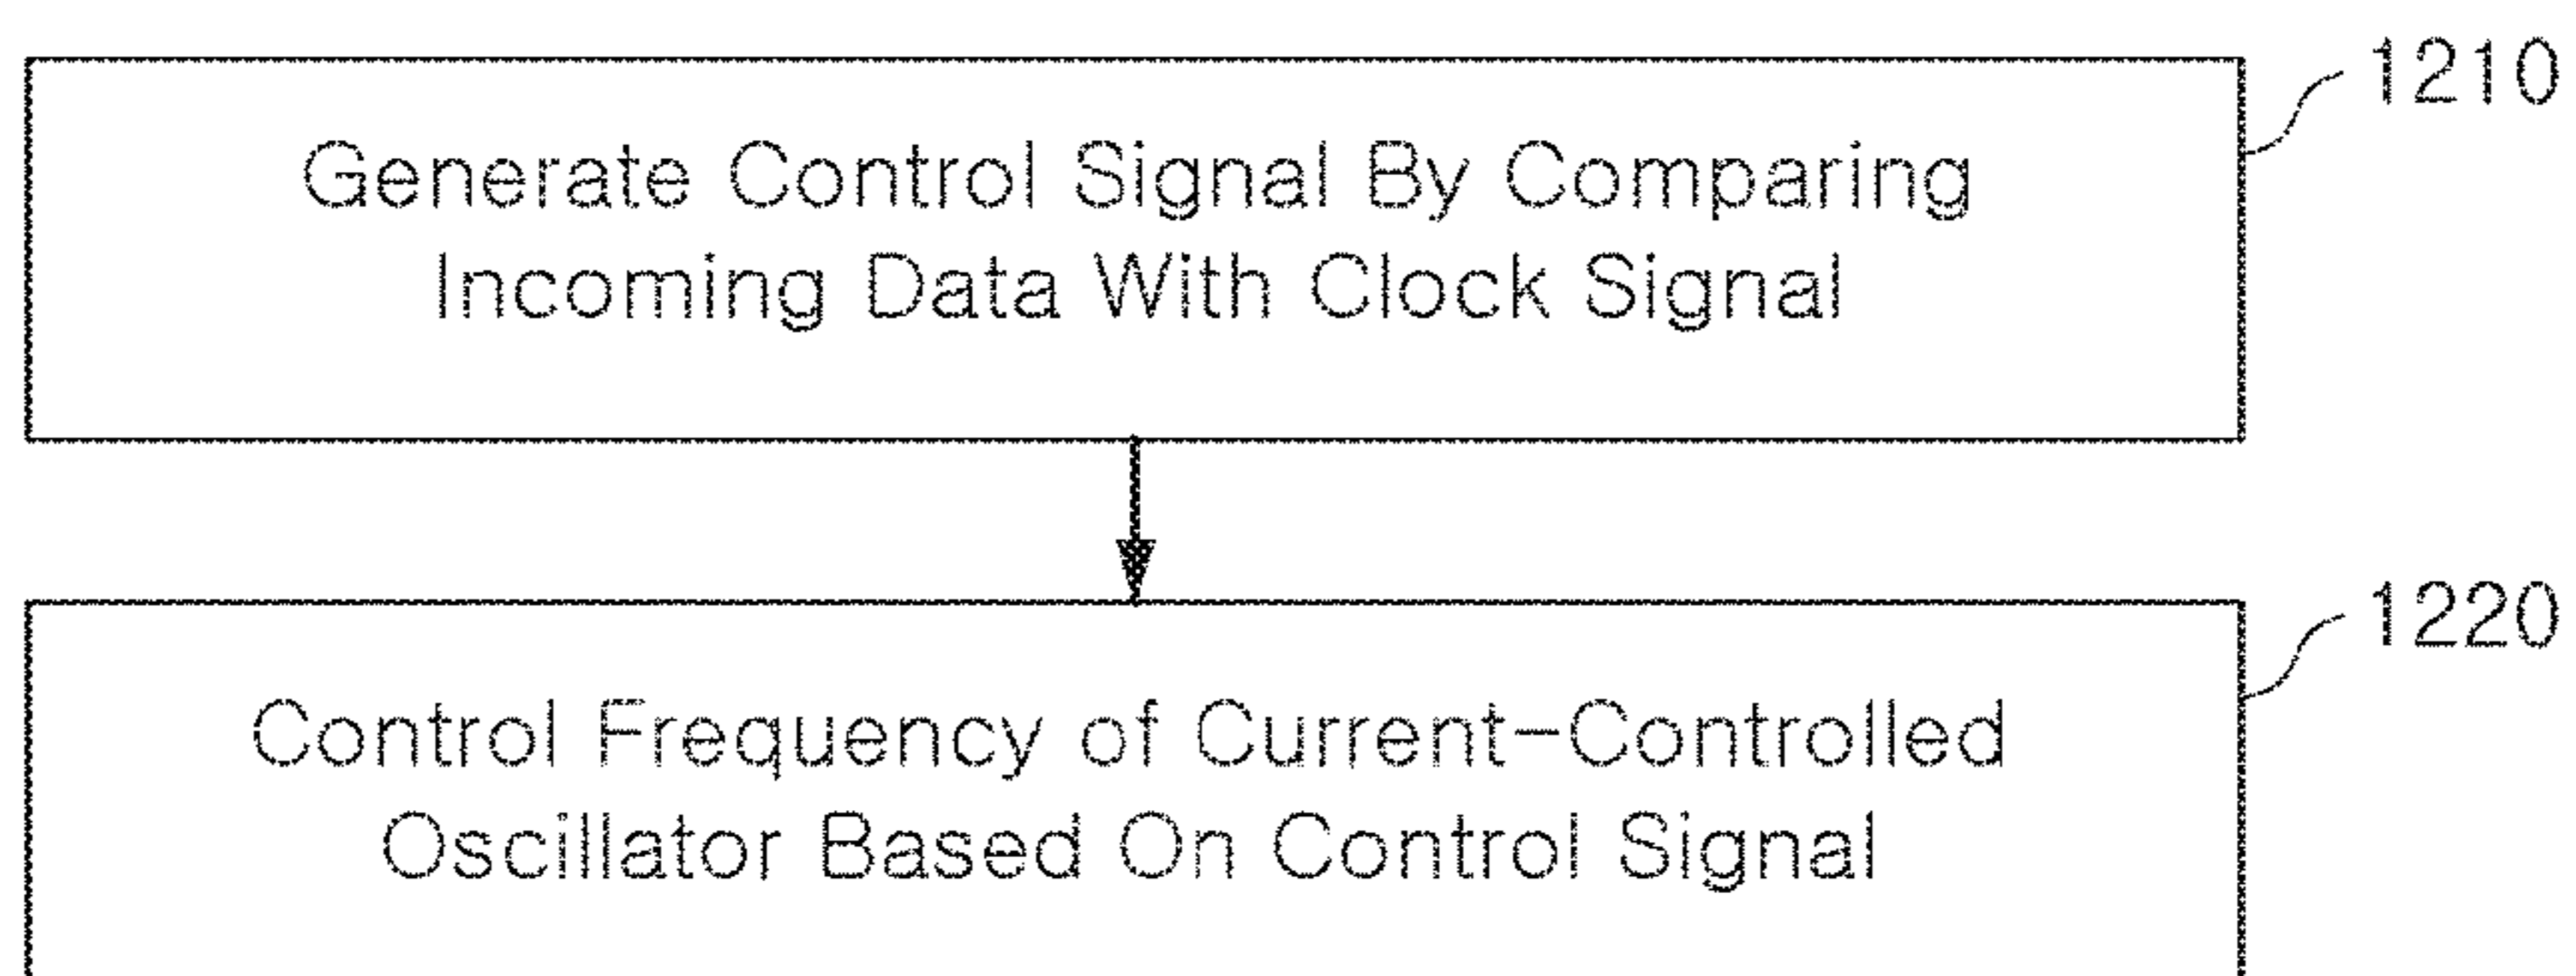 1210
Generate Control Signal By Comparing
Incoming Data With Clock Signal
1220
Control Frequency of Current-Controlled
Oscillator Based On Control Signal